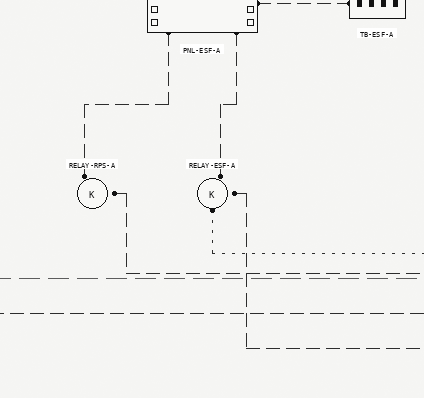 TB-ESF-A
PNL-ESF-A
RELAY-RPS-A
RELAY-ESF-A
K
K